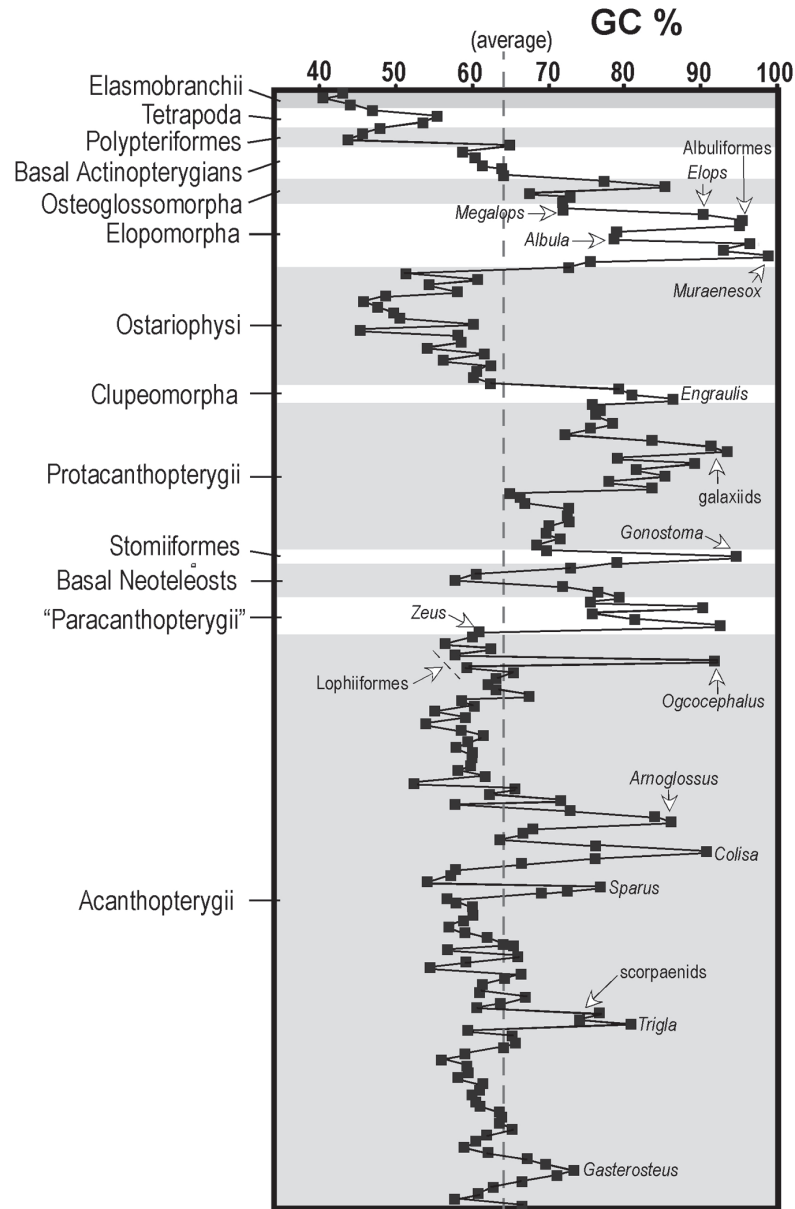 GC %
(average)
40 50 60 70 80 90 100
Elasmobranchii
Tetrapoda
Polypteriformes
Basal Actinopterygians
Osteoglossomorpha
Elopomorpha
Ostariophysi
Clupeomorpha
Protacanthopterygii
Stomiiformes
Basal Neoteleosts
“Paracanthopterygii”
Acanthopterygii
Albuliformes
Elops
Megalops
Albula
Muraenesox
Engraulis
galaxiids
Gonostoma
Zeus
Lophiiformes
Ogcocephalus
Arnoglossus
Colisa
Sparus
scorpaenids
Trigla
Gasterosteus